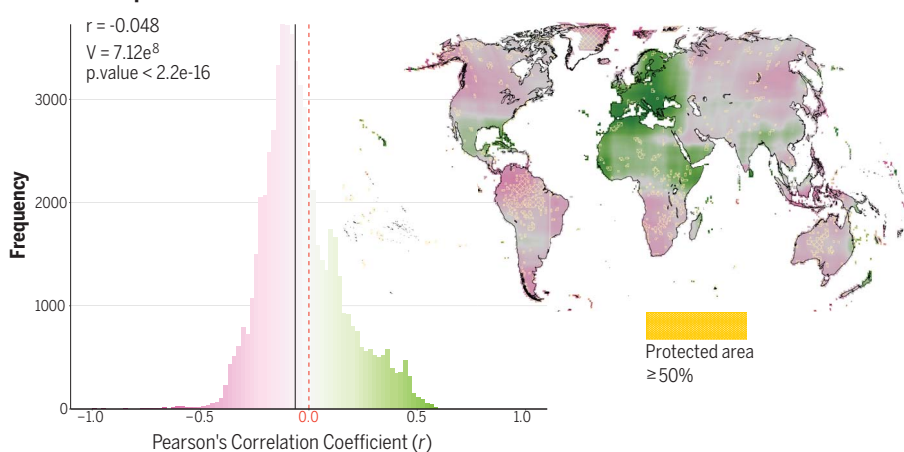 r = -0.048
V = 7.12e⁸
p.value < 2.2e-16
3000
2000
1000
0
Frequency
−1.0
−0.5
0.0
0.5
1.0
Pearson's Correlation Coefficient (r)
Protected area
≥50%